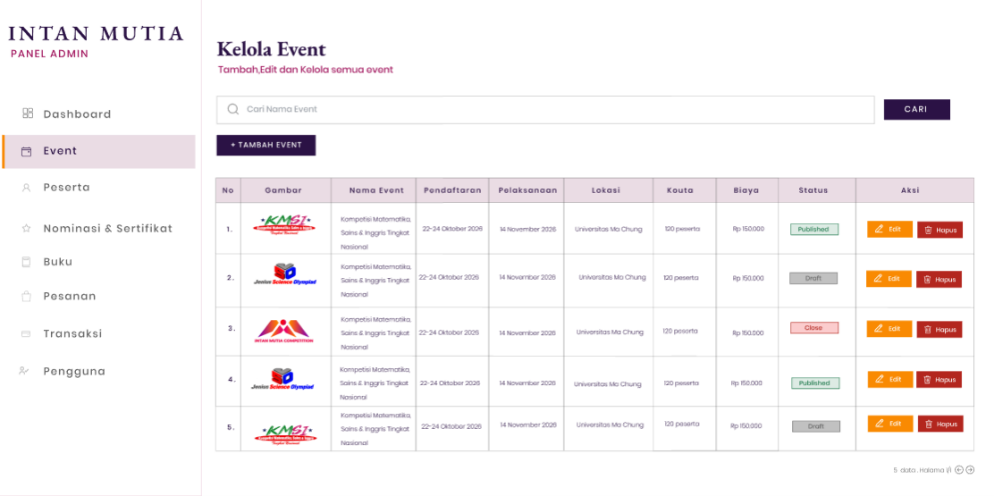 INTAN MUTIA
PANEL ADMIN
Dashboard
Event
Peserta
Nominasi & Sertifikat
Buku
Pesanan
Transaksi
Pengguna
Kelola Event
Tambah,Edit dan Kelola semua event
Cari Nama Event
CARI
+ TAMBAH EVENT
No Gambar Nama Event Pendaftaran Pelaksanaan Lokasi Kouta Biaya Status Aksi
1. KMSI Kompetisi Matematika, Sains & Inggris Tingkat Nasional 22-24 Oktober 2026 14 November 2026 Universitas Ma Chung 120 peserta Rp 150.000 Published Edit Hapus
2. Jenius Science Olympiad Kompetisi Matematika, Sains & Inggris Tingkat Nasional 22-24 Oktober 2026 14 November 2026 Universitas Ma Chung 120 peserta Rp 150.000 Draft Edit Hapus
3. INTAN MUTIA COMPETITION Kompetisi Matematika, Sains & Inggris Tingkat Nasional 22-24 Oktober 2026 14 November 2026 Universitas Ma Chung 120 peserta Rp 150.000 Close Edit Hapus
4. Jenius Science Olympiad Kompetisi Matematika, Sains & Inggris Tingkat Nasional 22-24 Oktober 2026 14 November 2026 Universitas Ma Chung 120 peserta Rp 150.000 Published Edit Hapus
5. KMSI Kompetisi Matematika, Sains & Inggris Tingkat Nasional 22-24 Oktober 2026 14 November 2026 Universitas Ma Chung 120 peserta Rp 150.000 Draft Edit Hapus
5 data. Halama